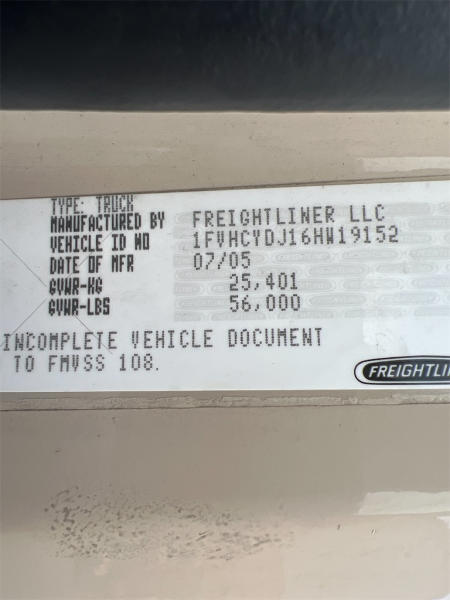 TYPE: TRUCK
MANUFACTURED BY FREIGHTLINER LLC
VEHICLE ID NO 1FVHCYDJ16HW19152
DATE OF MFR 07/05
GVWR-KG 25,401
GVWR-LBS 56,000
INCOMPLETE VEHICLE DOCUMENT
TO FMVSS 108.
FREIGHTLIN